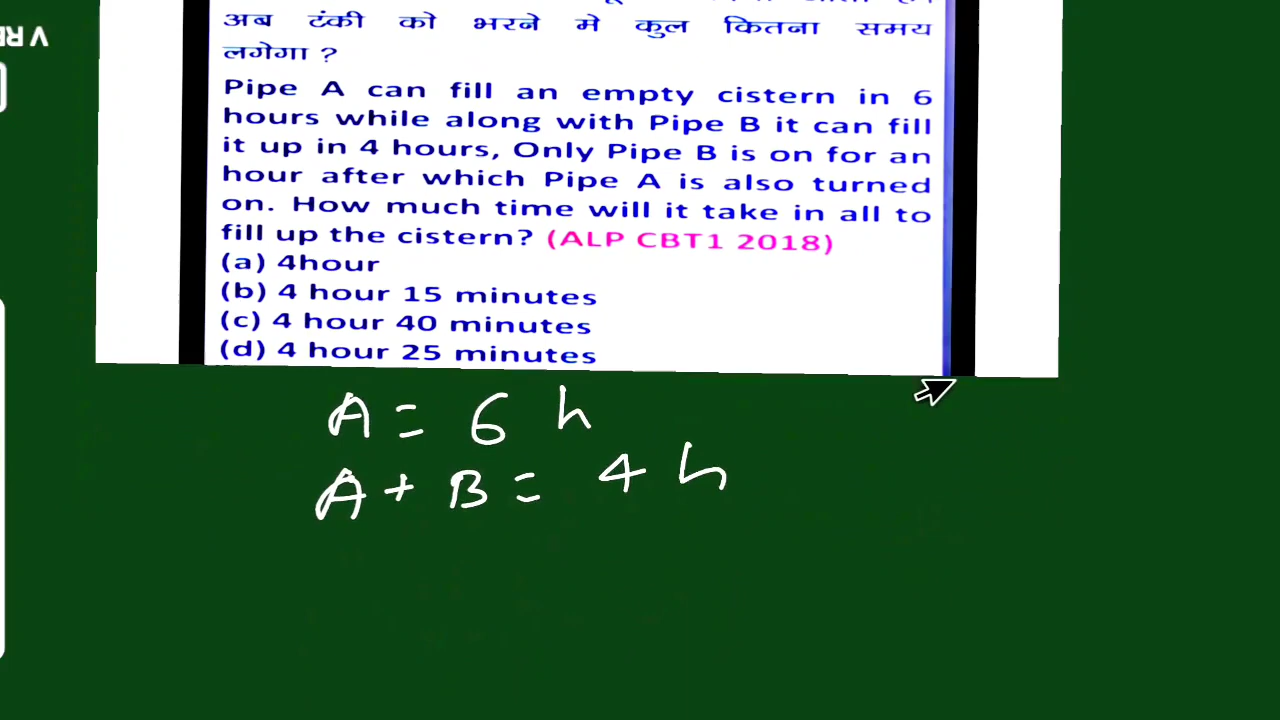 अब टंकी को भरने मे कुल कितना समय
लगेगा ?
Pipe A can fill an empty cistern in 6
hours while along with Pipe B it can fill
it up in 4 hours, Only Pipe B is on for an
hour after which Pipe A is also turned
on. How much time will it take in all to
fill up the cistern? (ALP CBT1 2018)
(a) 4hour
(b) 4 hour 15 minutes
(c) 4 hour 40 minutes
(d) 4 hour 25 minutes
A = 6 h
A + B = 4 h